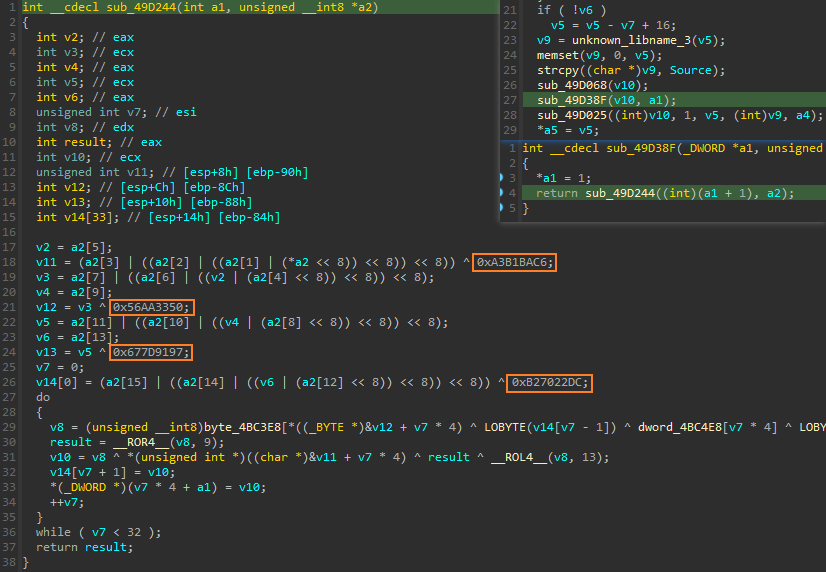 1 int __cdecl sub_49D244(int a1, unsigned __int8 *a2)
2 {
3 int v2; // eax
4 int v3; // ecx
5 int v4; // eax
6 int v5; // ecx
7 int v6; // eax
8 unsigned int v7; // esi
9 int v8; // edx
10 int result; // eax
11 int v10; // ecx
12 unsigned int v11; // [esp+8h] [ebp-90h]
13 int v12; // [esp+Ch] [ebp-8Ch]
14 int v13; // [esp+10h] [ebp-88h]
15 int v14[33]; // [esp+14h] [ebp-84h]
16
17 v2 = a2[5];
18 v11 = (a2[3] | ((a2[2] | ((a2[1] | (*a2 << 8)) << 8)) << 8)) ^ 0xA3B1BAC6;
19 v3 = a2[7] | ((a2[6] | ((v2 | (a2[4] << 8)) << 8)) << 8);
20 v4 = a2[9];
21 v12 = v3 ^ 0x56AA3350;
22 v5 = a2[11] | ((a2[10] | ((v4 | (a2[8] << 8)) << 8)) << 8);
23 v6 = a2[13];
24 v13 = v5 ^ 0x677D9197;
25 v7 = 0;
26 v14[0] = (a2[15] | ((a2[14] | ((v6 | (a2[12] << 8)) << 8)) << 8)) ^ 0xB27022DC;
27 do
28 {
29 v8 = (unsigned __int8)byte_4BC3E8[*((_BYTE *)&v12 + v7 * 4) ^ LOBYTE(v14[v7 - 1]) ^ dword_4BC4E8[v7 * 4] ^ LOBY
30 result = __ROR4__(v8, 9);
31 v10 = v8 ^ *(unsigned int *)((char *)&v11 + v7 * 4) ^ result ^ __ROL4__(v8, 13);
32 v14[v7 + 1] = v10;
33 *(_DWORD *)(v7 * 4 + a1) = v10;
34 ++v7;
35 }
36 while ( v7 < 32 );
37 return result;
38 }
21 if ( !v6 )
22 v5 = v5 - v7 + 16;
23 v9 = unknown_libname_3(v5);
24 memset(v9, 0, v5);
25 strcpy((char *)v9, Source);
26 sub_49D068(v10);
27 sub_49D38F(v10, a1);
28 sub_49D025((int)v10, 1, v5, (int)v9, a4);
29 *a5 = v5;
1 int __cdecl sub_49D38F(_DWORD *a1, unsigned
2 {
3 *a1 = 1;
4 return sub_49D244((int)(a1 + 1), a2);
5 }